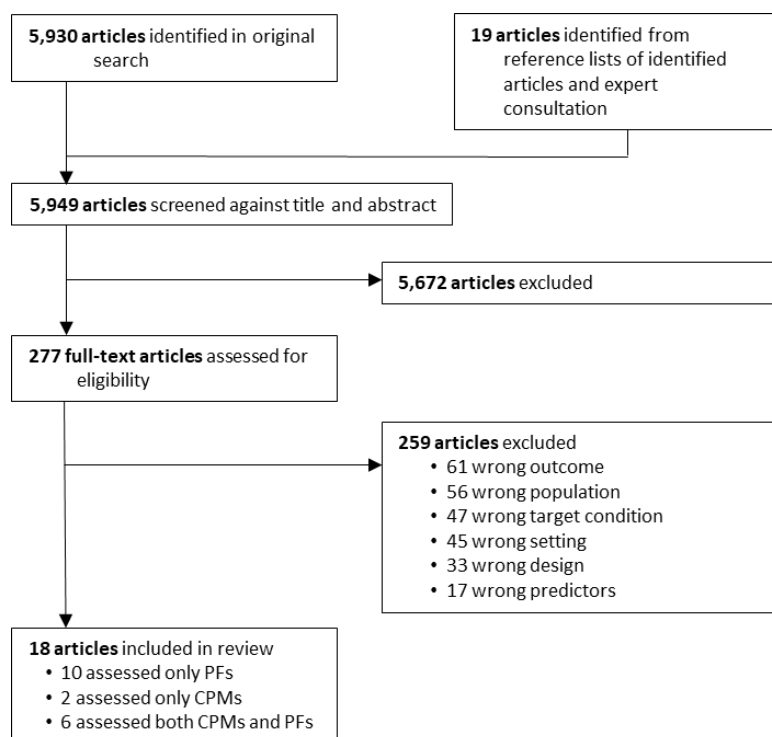 5,930 articles identified in original
search
19 articles identified from
reference lists of identified
articles and expert
consultation
5,949 articles screened against title and abstract
5,672 articles excluded
277 full-text articles assessed for
eligibility
259 articles excluded
• 61 wrong outcome
• 56 wrong population
• 47 wrong target condition
• 45 wrong setting
• 33 wrong design
• 17 wrong predictors
18 articles included in review
• 10 assessed only PFs
• 2 assessed only CPMs
• 6 assessed both CPMs and PFs